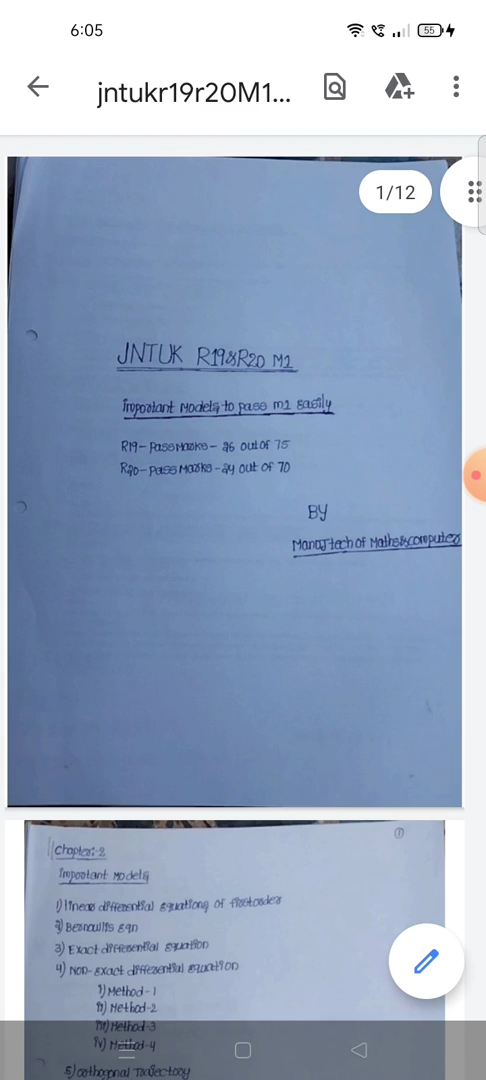 6:05
55
jntukr19r20M1...
1/12
JNTUK R19&R20 M1
important Models to pass m1 easily
R19-pass Marks - 26 out of 75
R20-pass Marks - 24 out of 70
BY
Manoj tech of Maths&computer
①
Chapter:-2
Important Models
1) linear differential equations of first order
2) Bernoullis eqn
3) Exact differential equation
4) Non-exact differential equation
i) Method-1
ii) Method-2
iii) Method-3
iv) Method-4
5) orthogonal Trajectory